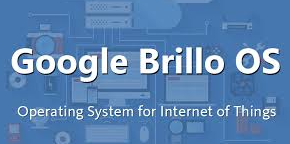 Google Brillo OS
Operating System for Internet of Things